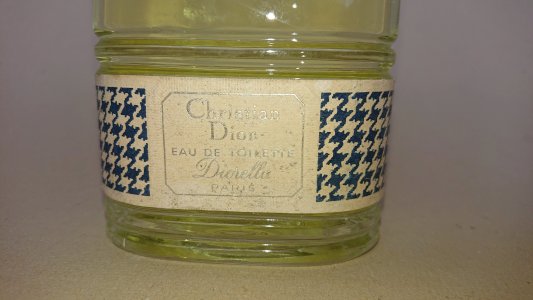 Christian
Dior
EAU DE TOILETTE
Diorella
PARIS